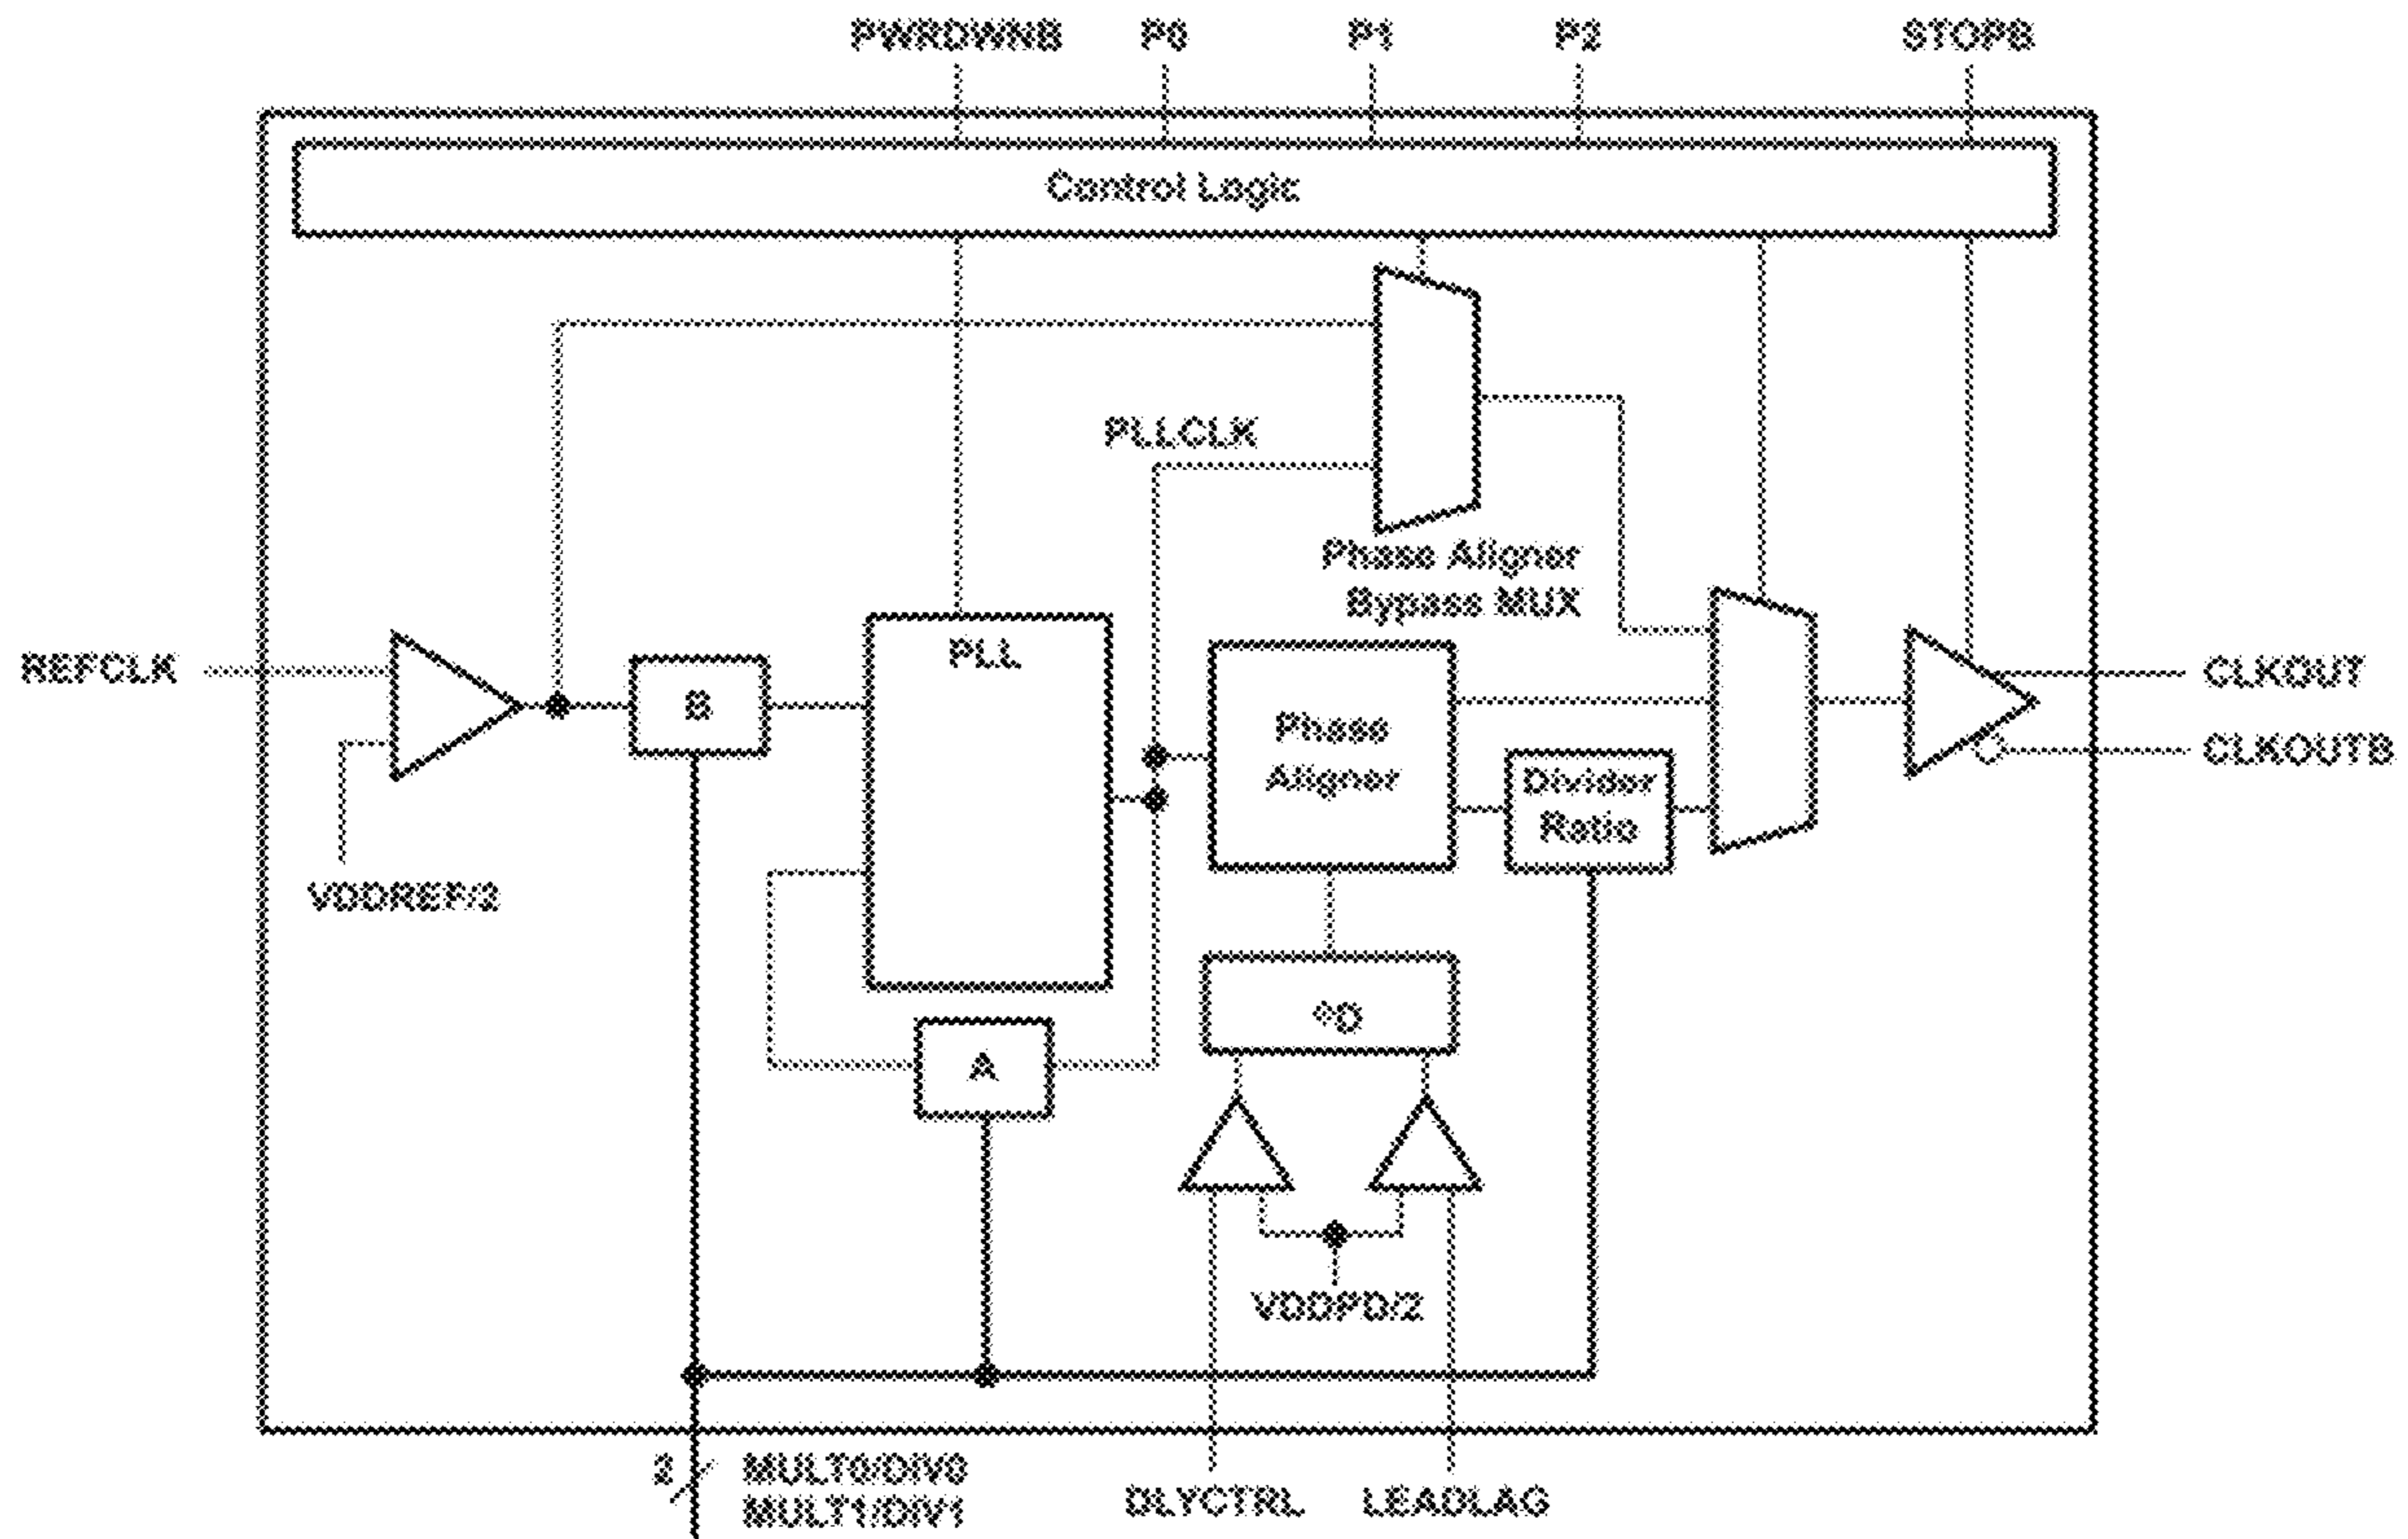 PWRDWNB P0 P1 P2 STOPB
Control Logic
PLLCLK
Phase Aligner
Bypass MUX
REFCLK
PLL
B
Phase
Aligner
Divider
Ratio
CLKOUT
CLKOUTB
VDDREF/2
ΦD
A
VDDPD/2
2
MULT0/DIV0
MULT1/DIV1
DLYCTRL LEADLAG